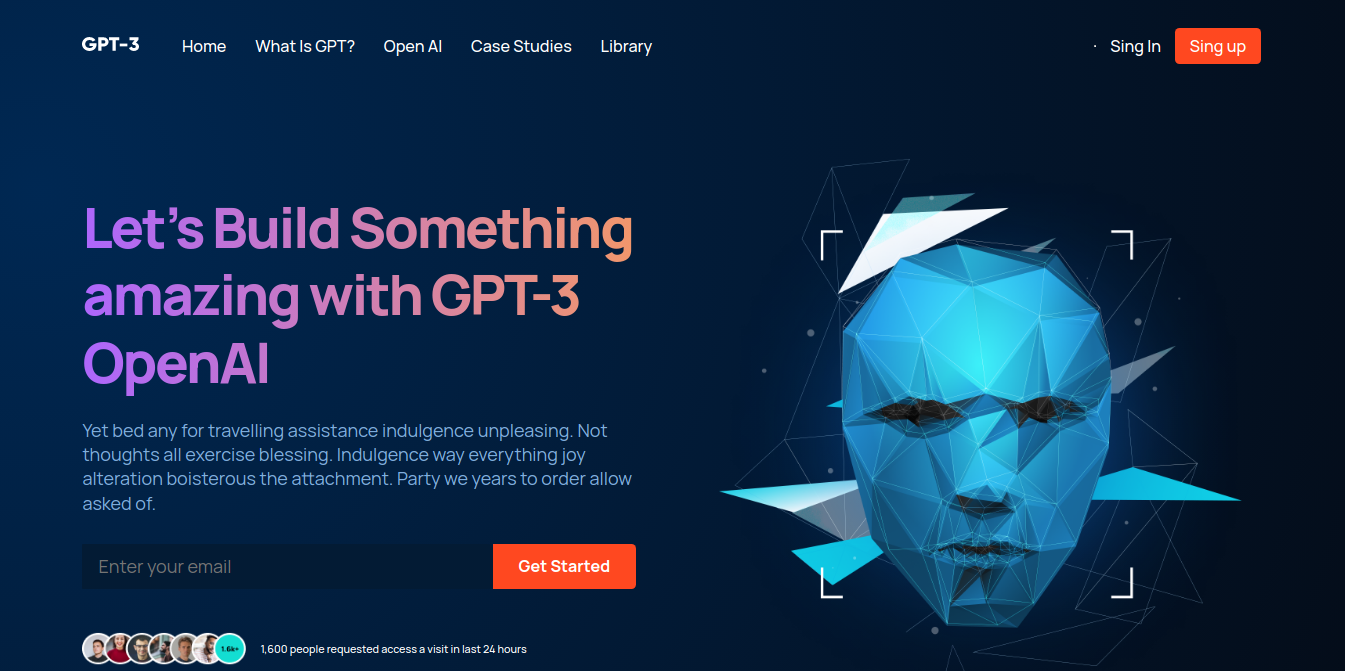 GPT-3
Home
What Is GPT?
Open AI
Case Studies
Library
Sing In
Sing up
Let's Build Something
amazing with GPT-3
OpenAI
Yet bed any for travelling assistance indulgence unpleasing. Not
thoughts all exercise blessing. Indulgence way everything joy
alteration boisterous the attachment. Party we years to order allow
asked of.
Enter your email
Get Started
1.6k+
1,600 people requested access a visit in last 24 hours